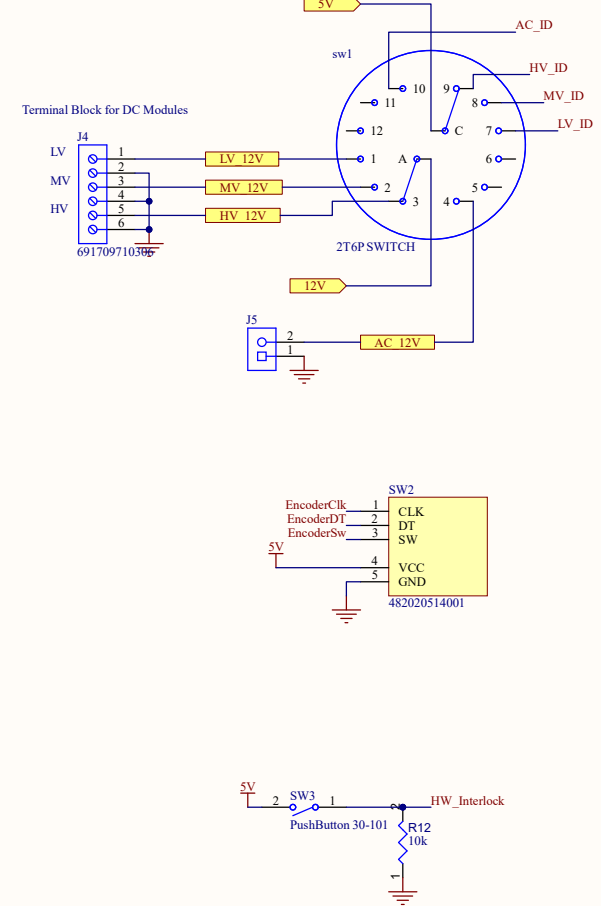 5V
AC_ID
sw1
HV_ID
10
9
MV_ID
11
8
Terminal Block for DC Modules
LV_ID
J4
12
C
7
LV
1
LV_12V
1
A
6
2
MV
3
MV_12V
2
5
4
HV
5
HV_12V
3
4
6
691709710306
2T6P SWITCH
12V
J5
2
AC_12V
1
SW2
EncoderClk
1
CLK
EncoderDT
2
DT
EncoderSw
3
SW
5V
4
VCC
5
GND
482020514001
5V
SW3
2
1
2
HW_Interlock
PushButton 30-101
R12
10k
1